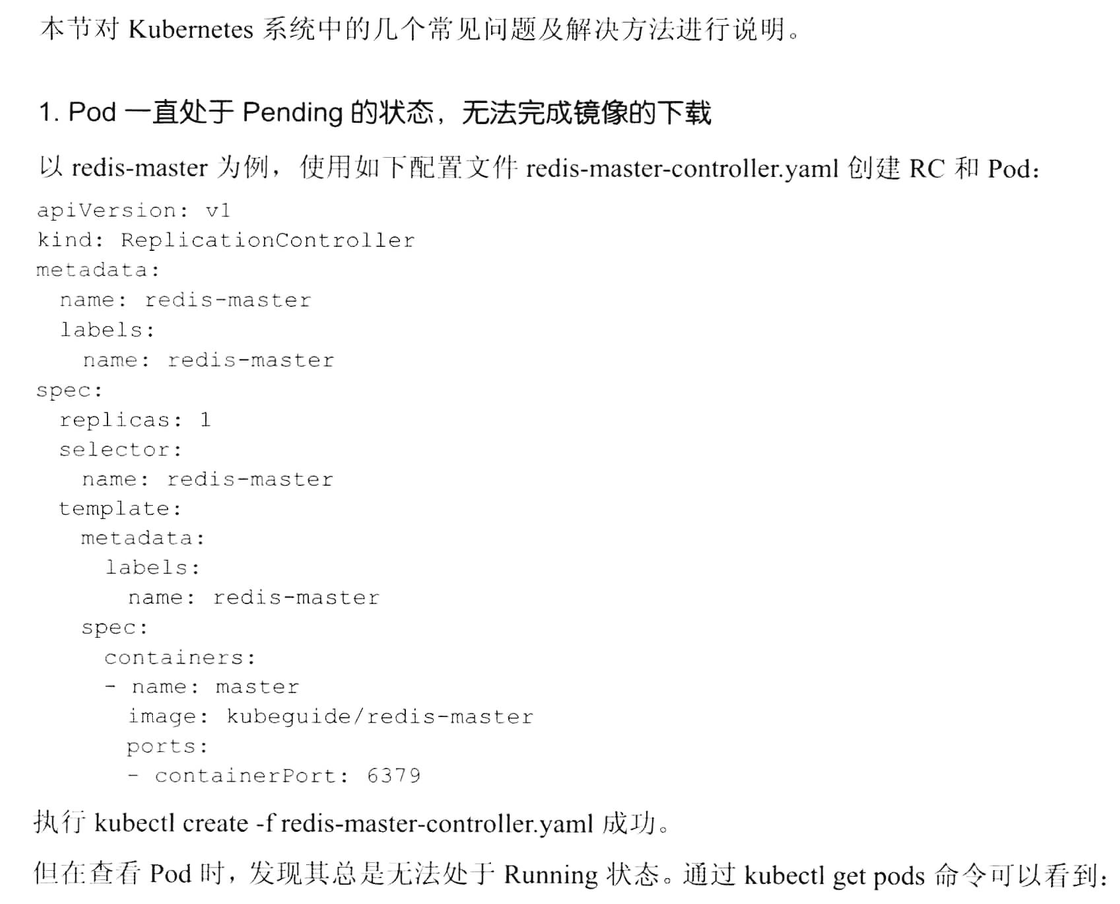 本节对 Kubernetes 系统中的几个常见问题及解决方法进行说明。
1. Pod 一直处于 Pending 的状态，无法完成镜像的下载
以 redis-master 为例，使用如下配置文件 redis-master-controller.yaml 创建 RC 和 Pod：
apiVersion: v1
kind: ReplicationController
metadata:
  name: redis-master
  labels:
    name: redis-master
spec:
  replicas: 1
  selector:
    name: redis-master
  template:
    metadata:
      labels:
        name: redis-master
    spec:
      containers:
      - name: master
        image: kubeguide/redis-master
        ports:
        - containerPort: 6379
执行 kubectl create -f redis-master-controller.yaml 成功。
但在查看 Pod 时，发现其总是无法处于 Running 状态。通过 kubectl get pods 命令可以看到：